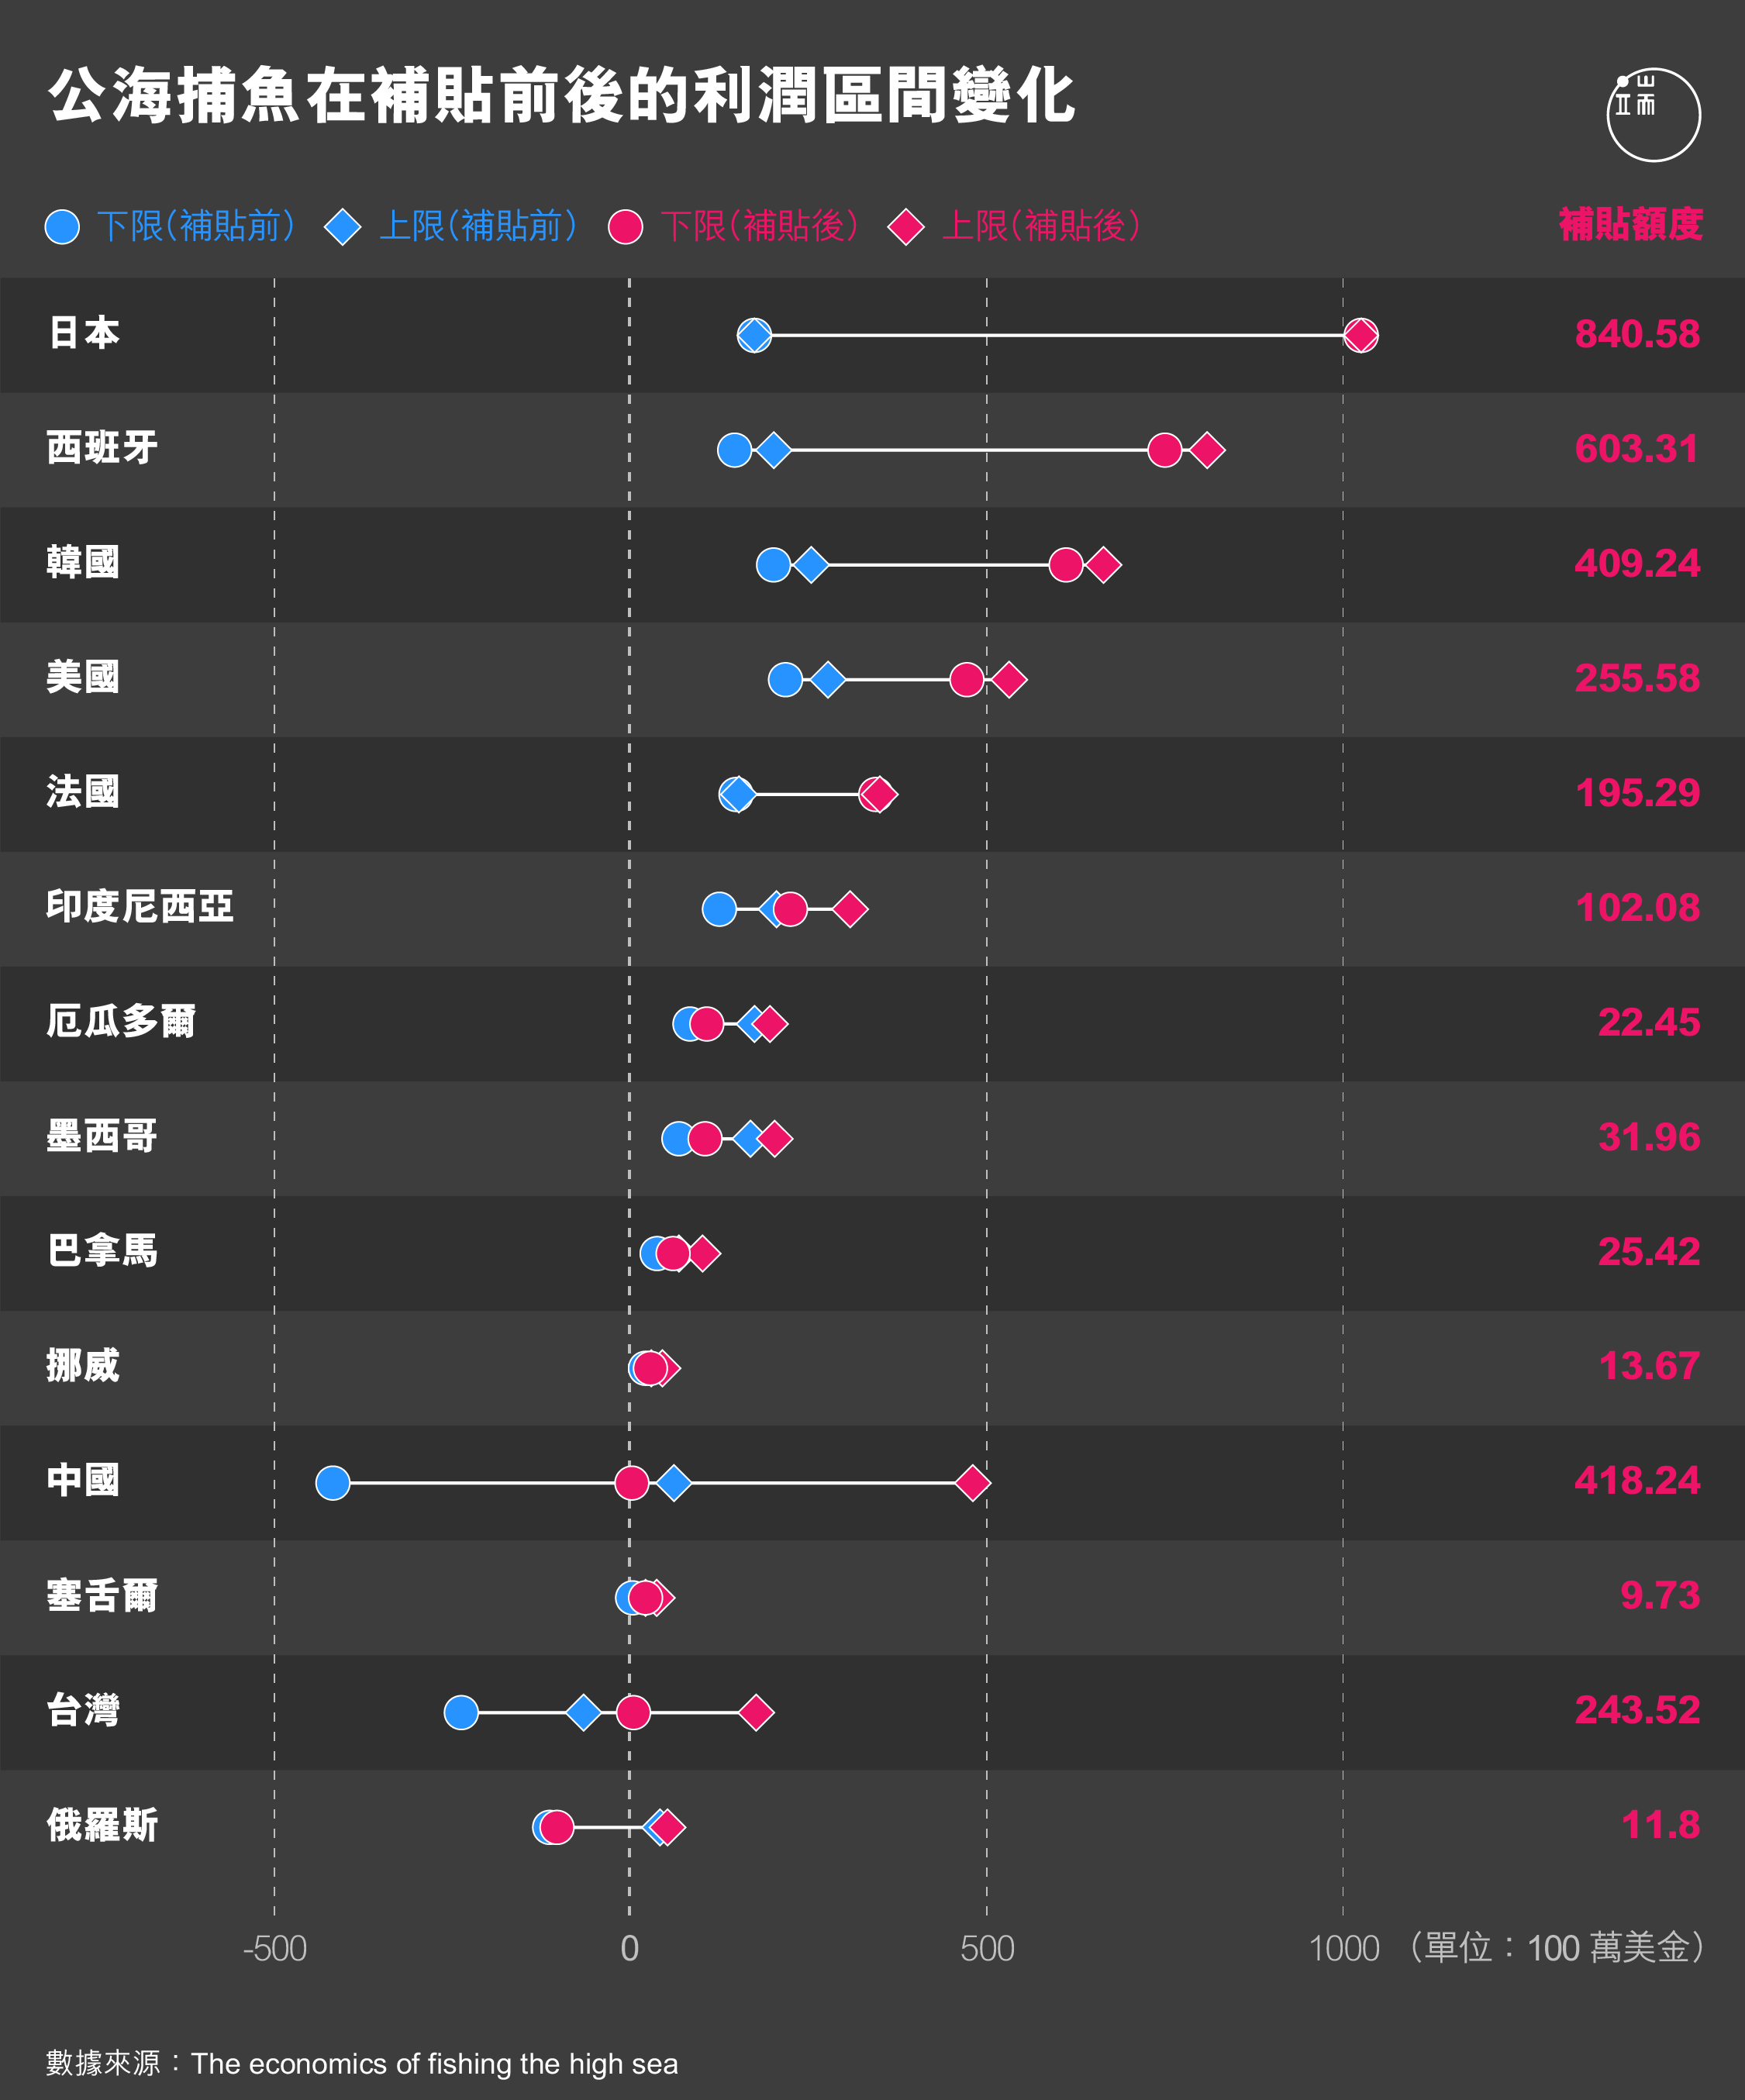 公海捕魚在補貼前後的利潤區間變化
端亞
下限(補貼前) 上限(補貼前) 下限(補貼後) 上限(補貼後) 補貼額度
日本 840.58
西班牙 603.31
韓國 409.24
美國 255.58
法國 195.29
印度尼西亞 102.08
厄瓜多爾 22.45
墨西哥 31.96
巴拿馬 25.42
挪威 13.67
中國 418.24
塞舌爾 9.73
台灣 243.52
俄羅斯 11.8
-500 0 500 1000 (單位：100 萬美金)
數據來源：The economics of fishing the high sea